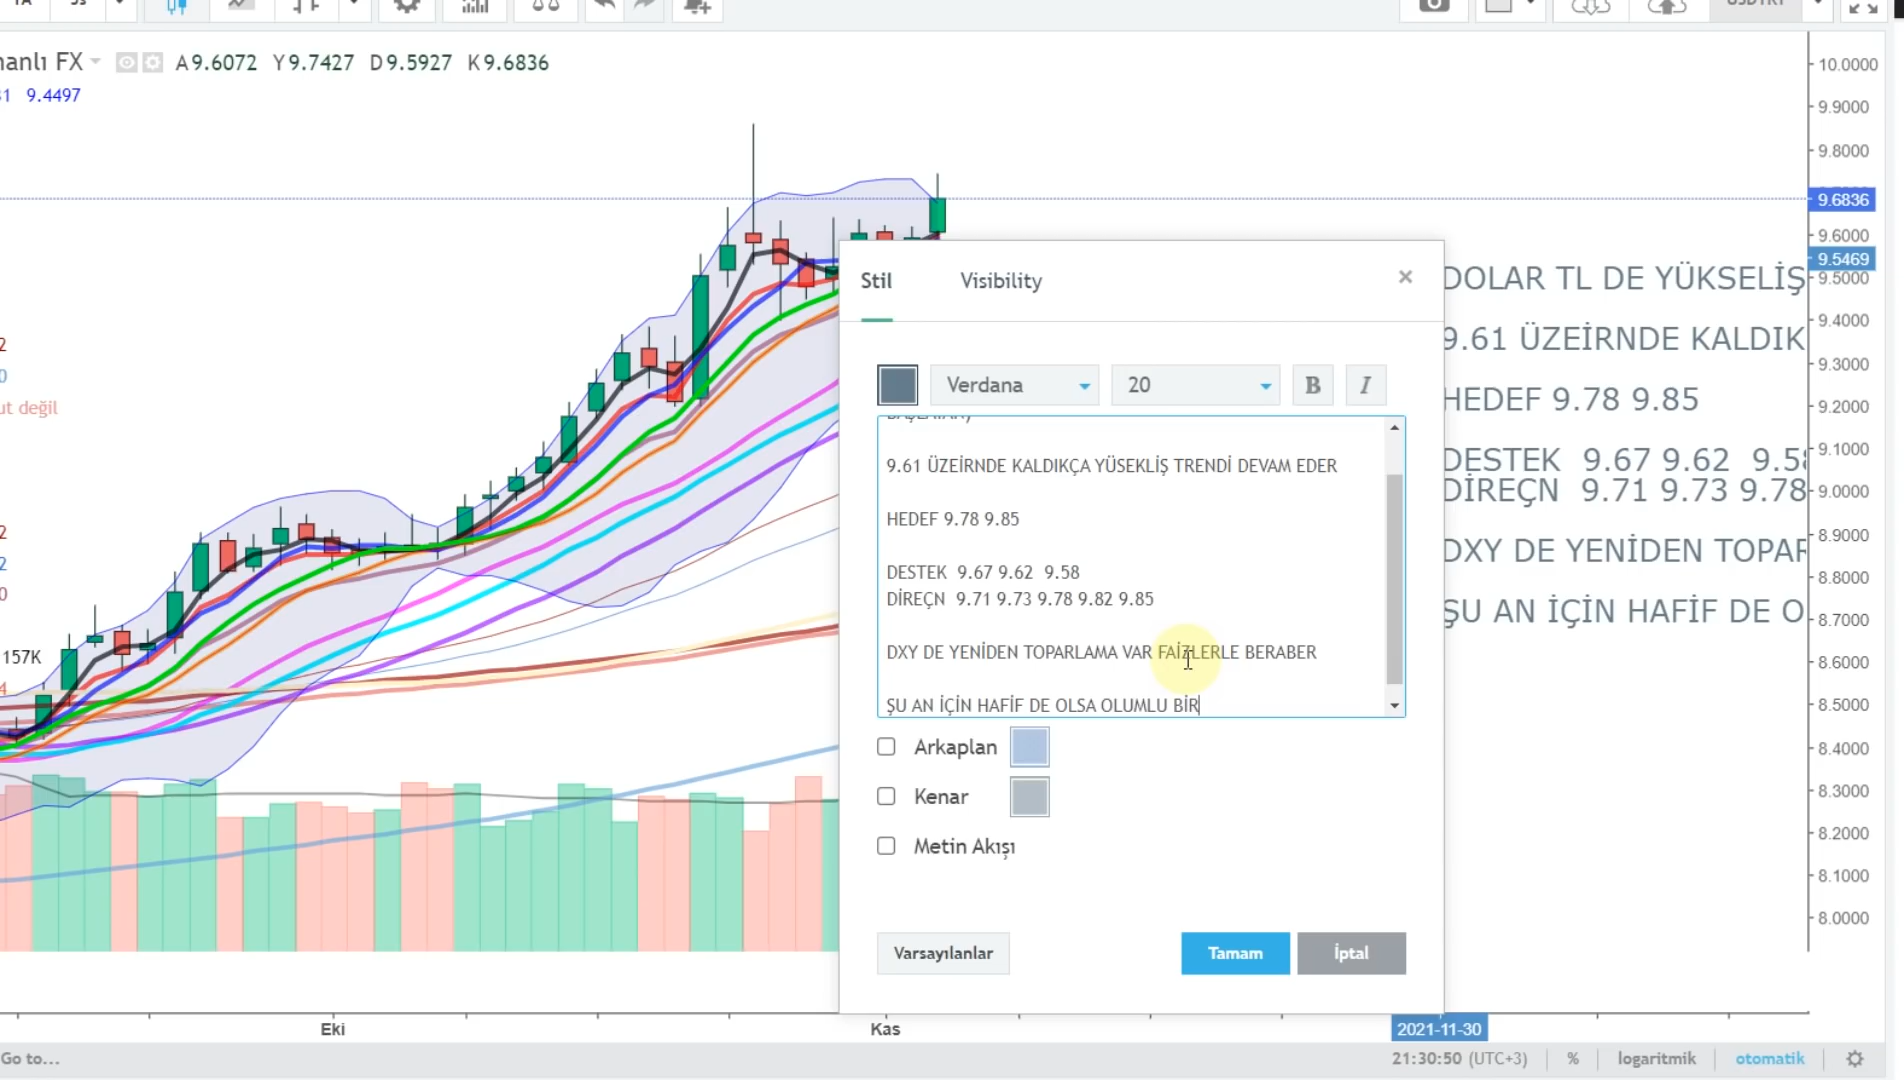 FX
A9.6072 Y9.7427 D9.5927 K9.6836
9.4497
USDTRY
10.0000
9.9000
9.8000
9.6836
9.6000
9.5469
9.5000
9.4000
9.3000
9.2000
9.1000
9.0000
8.9000
8.8000
8.7000
8.6000
8.5000
8.4000
8.3000
8.2000
8.1000
8.0000
2
0
ut değil
2
2
0
157K
4
Stil Visibility ×
Verdana 20 B I
9.61 ÜZEİRNDE KALDIKÇA YÜSEKLİŞ TRENDİ DEVAM EDER
HEDEF 9.78 9.85
DESTEK 9.67 9.62 9.58
DİREÇN 9.71 9.73 9.78 9.82 9.85
DXY DE YENİDEN TOPARLAMA VAR FAİZLERLE BERABER
ŞU AN İÇİN HAFİF DE OLSA OLUMLU BİR
Arkaplan
Kenar
Metin Akışı
Varsayılanlar Tamam İptal
DOLAR TL DE YÜKSELİŞ
9.61 ÜZEİRNDE KALDIK
HEDEF 9.78 9.85
DESTEK 9.67 9.62 9.58
DİREÇN 9.71 9.73 9.78
DXY DE YENİDEN TOPAR
ŞU AN İÇİN HAFİF DE O
Eki Kas 2021-11-30
Go to... 21:30:50 (UTC+3) % logaritmik otomatik